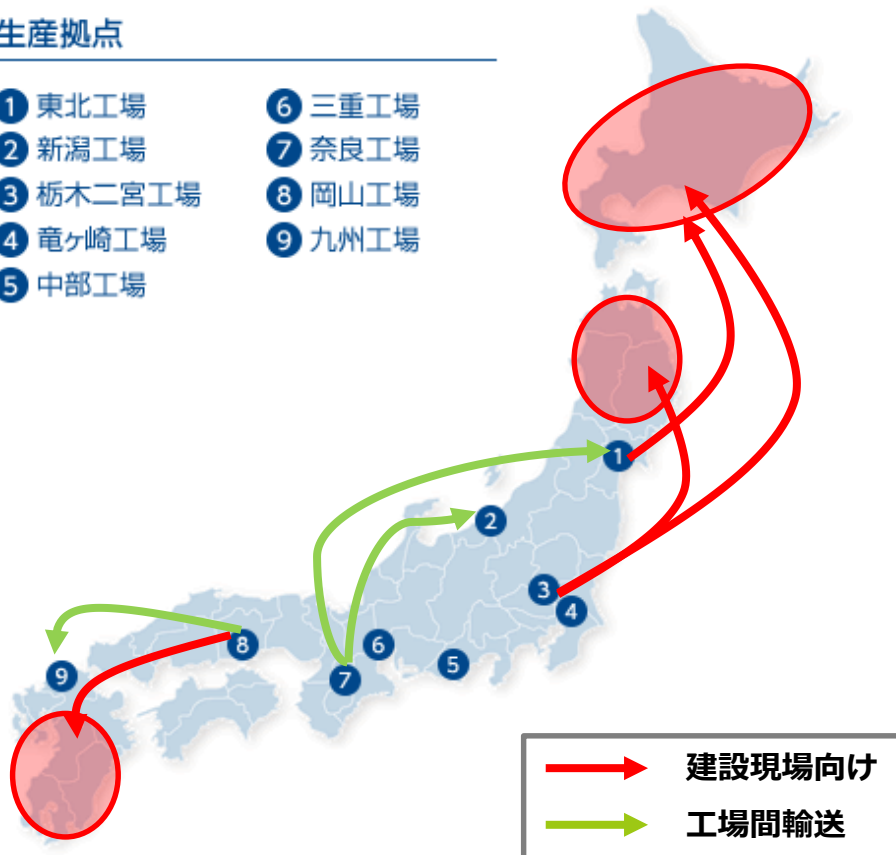 生産拠点
1 東北工場
2 新潟工場
3 栃木二宮工場
4 竜ヶ崎工場
5 中部工場
6 三重工場
7 奈良工場
8 岡山工場
9 九州工場
1
2
3
4
8
6
5
9
7
建設現場向け
工場間輸送